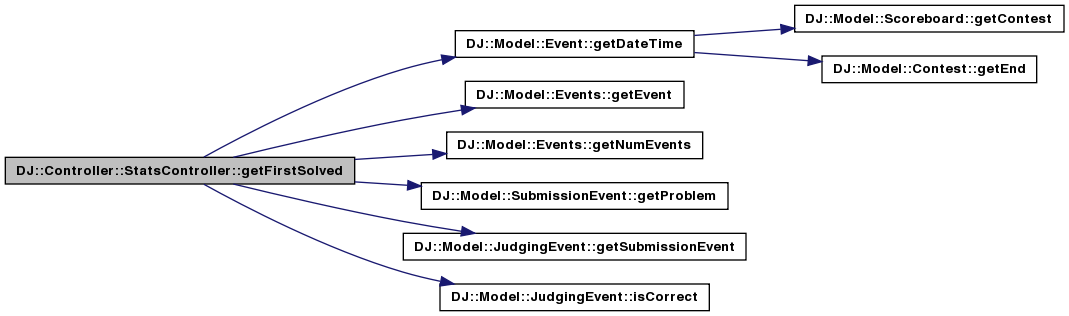 DJ::Controller::StatsController::getFirstSolved
DJ::Model::Event::getDateTime
DJ::Model::Scoreboard::getContest
DJ::Model::Contest::getEnd
DJ::Model::Events::getEvent
DJ::Model::Events::getNumEvents
DJ::Model::SubmissionEvent::getProblem
DJ::Model::JudgingEvent::getSubmissionEvent
DJ::Model::JudgingEvent::isCorrect